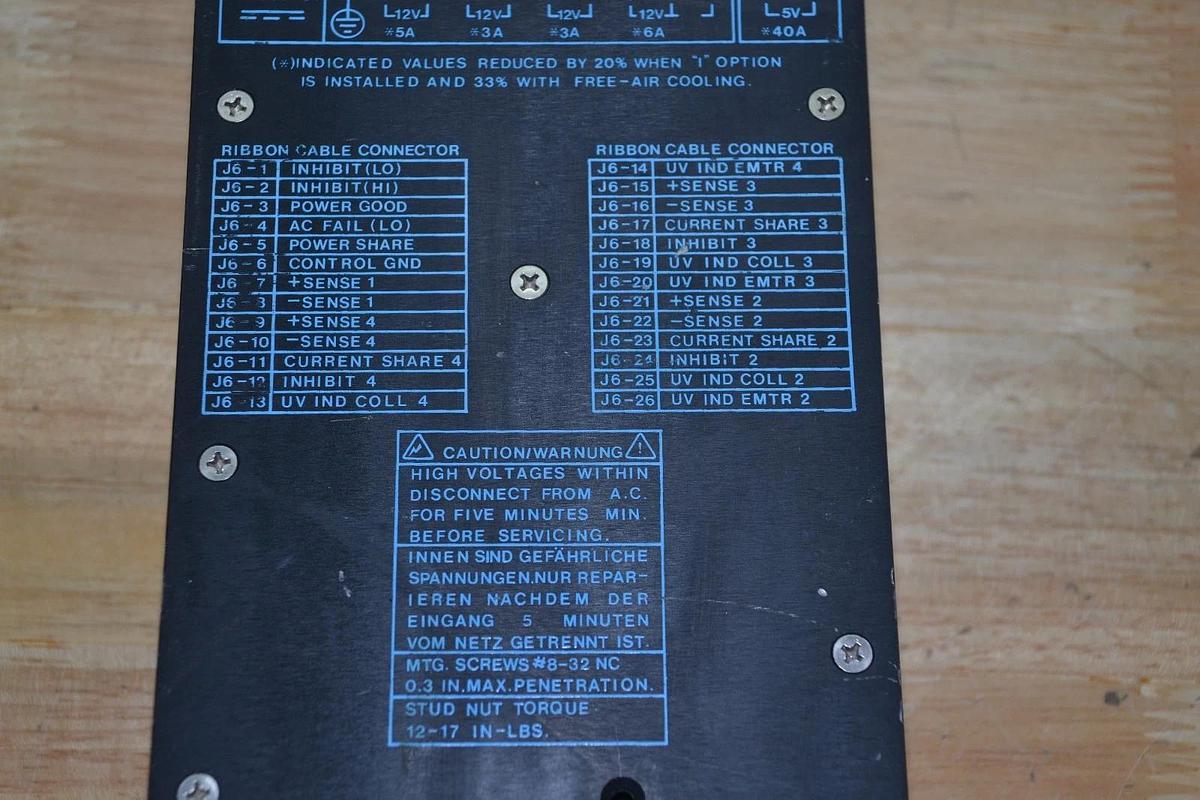 12V 12V 12V 12V 5V
*5A *3A *3A *6A *40A
(*)INDICATED VALUES REDUCED BY 20% WHEN "I" OPTION
IS INSTALLED AND 33% WITH FREE-AIR COOLING.
RIBBON CABLE CONNECTOR
J6-1 INHIBIT(LO)
J6-2 INHIBIT(HI)
J6-3 POWER GOOD
J6-4 AC FAIL (LO)
J6-5 POWER SHARE
J6-6 CONTROL GND
J6-7 +SENSE 1
J6-8 -SENSE 1
J6-9 +SENSE 4
J6-10 -SENSE 4
J6-11 CURRENT SHARE 4
J6-12 INHIBIT 4
J6-13 UV IND COLL 4
RIBBON CABLE CONNECTOR
J6-14 UV IND EMTR 4
J6-15 +SENSE 3
J6-16 -SENSE 3
J6-17 CURRENT SHARE 3
J6-18 INHIBIT 3
J6-19 UV IND COLL 3
J6-20 UV IND EMTR 3
J6-21 +SENSE 2
J6-22 -SENSE 2
J6-23 CURRENT SHARE 2
J6-24 INHIBIT 2
J6-25 UV IND COLL 2
J6-26 UV IND EMTR 2
CAUTION/WARNUNG
HIGH VOLTAGES WITHIN
DISCONNECT FROM A.C.
FOR FIVE MINUTES MIN.
BEFORE SERVICING.
INNEN SIND GEFÄHRLICHE
SPANNUNGEN.NUR REPAR-
IEREN NACHDEM DER
EINGANG 5 MINUTEN
VOM NETZ GETRENNT IST.
MTG. SCREWS #8-32 NC
0.3 IN.MAX.PENETRATION.
STUD NUT TORQUE
12-17 IN-LBS.